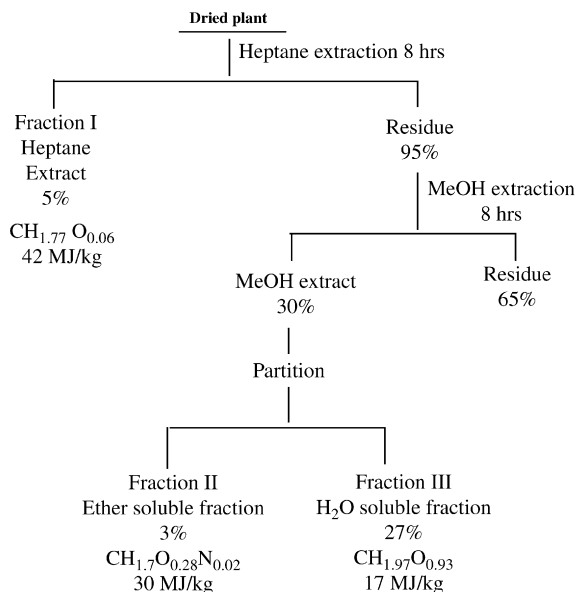 Dried plant
Heptane extraction 8 hrs
Fraction I
Heptane
Extract
5%
CH1.77 O0.06
42 MJ/kg
Residue
95%
MeOH extraction
8 hrs
MeOH extract
30%
Residue
65%
Partition
Fraction II
Ether soluble fraction
3%
CH1.7O0.28N0.02
30 MJ/kg
Fraction III
H2O soluble fraction
27%
CH1.97O0.93
17 MJ/kg